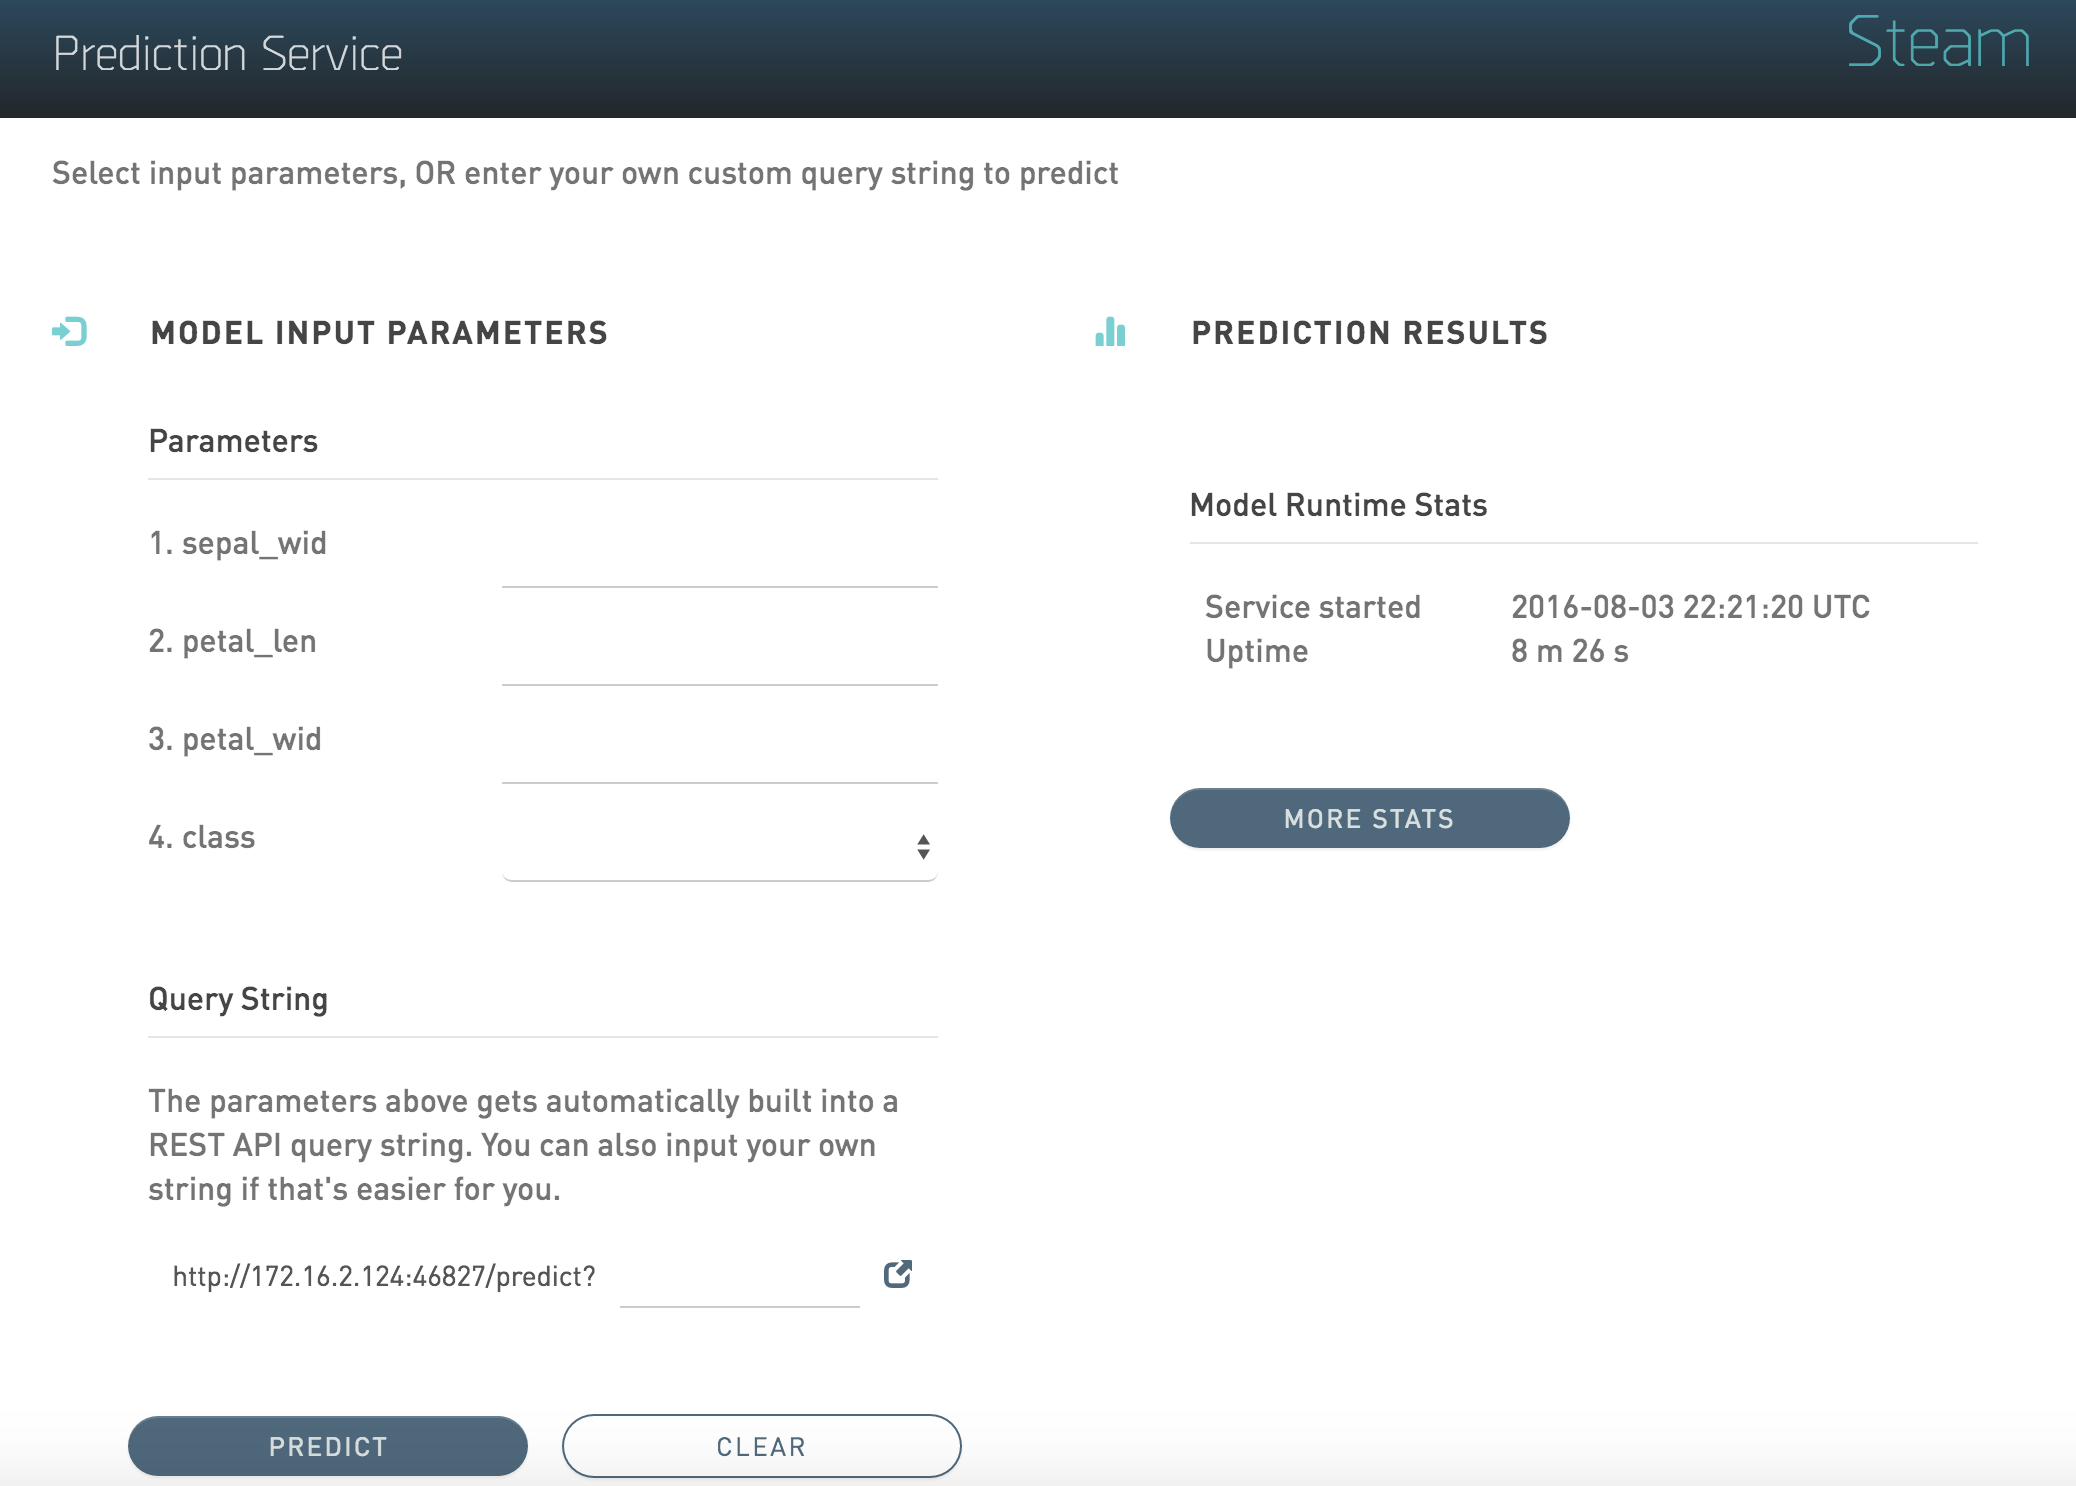 Prediction Service
Steam
Select input parameters, OR enter your own custom query string to predict
MODEL INPUT PARAMETERS
Parameters
1. sepal_wid
2. petal_len
3. petal_wid
4. class
Query String
The parameters above gets automatically built into a
REST API query string. You can also input your own
string if that's easier for you.
http://172.16.2.124:46827/predict?
PREDICT
CLEAR
PREDICTION RESULTS
Model Runtime Stats
Service started 2016-08-03 22:21:20 UTC
Uptime 8 m 26 s
MORE STATS